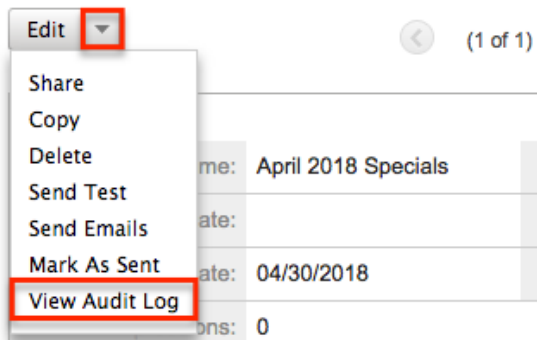 Edit
(1 of 1)
Share
Copy
Delete
me: April 2018 Specials
Send Test
Send Emails
ate:
Mark As Sent
ate: 04/30/2018
View Audit Log
ons: 0